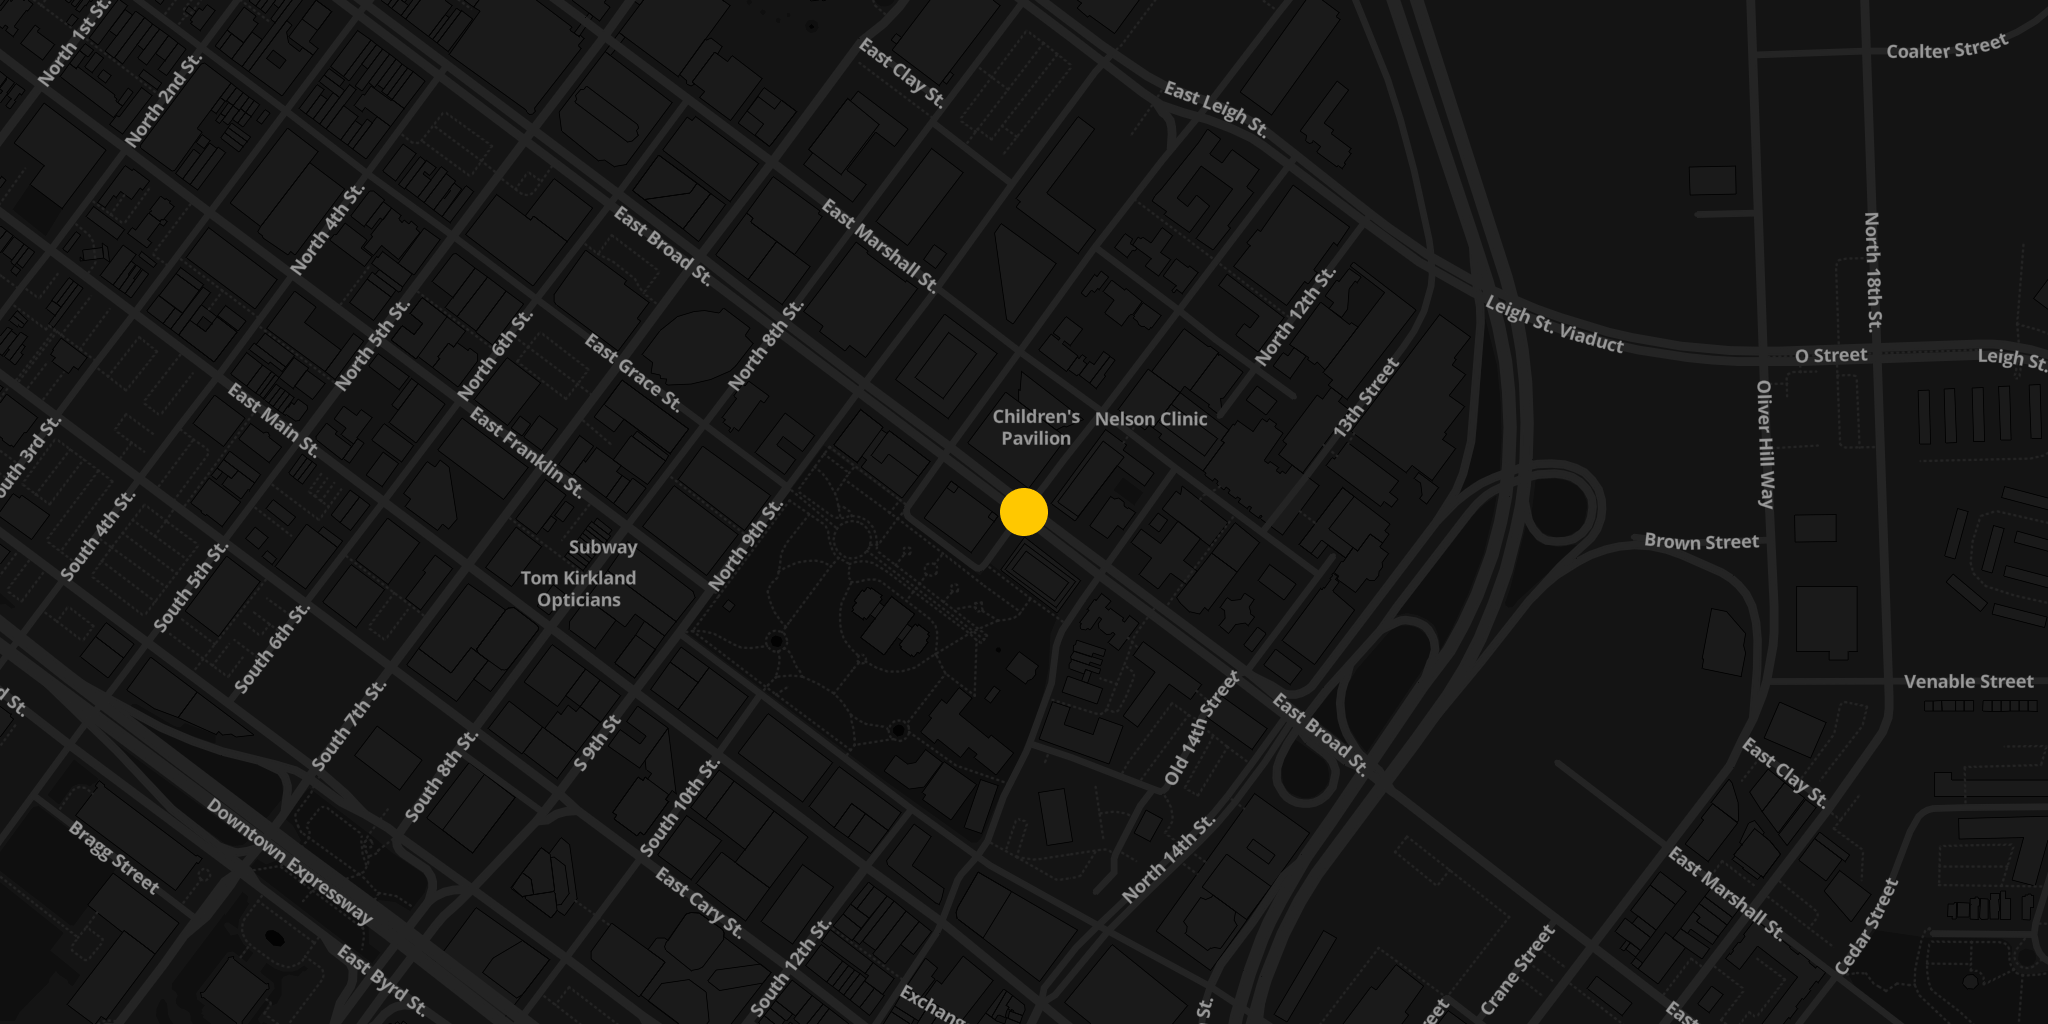 North 1st St.
North 2nd St.
East Clay St.
East Leigh St.
Coalter Street
North 4th St.
East Broad St.
East Marshall St.
North 18th St.
North 5th St.
North 6th St.
North 8th St.
North 12th St.
Leigh St. Viaduct
O Street
Leigh St.
East Grace St.
13th Street
East Main St.
East Franklin St.
Children's
Pavilion
Nelson Clinic
Oliver Hill Way
South 3rd St.
South 4th St.
North 9th St.
Subway
Tom Kirkland
Opticians
Brown Street
South 5th St.
South 6th St.
South 7th St.
d St.
Old 14th Street
East Broad St.
Venable Street
S 9th St
South 8th St.
South 10th St.
East Clay St.
Downtown Expressway
Bragg Street
North 14th St.
East Marshall St.
Cedar Street
East Cary St.
South 12th St.
East Byrd St.
Exchang
St.
reet
Crane Street
East